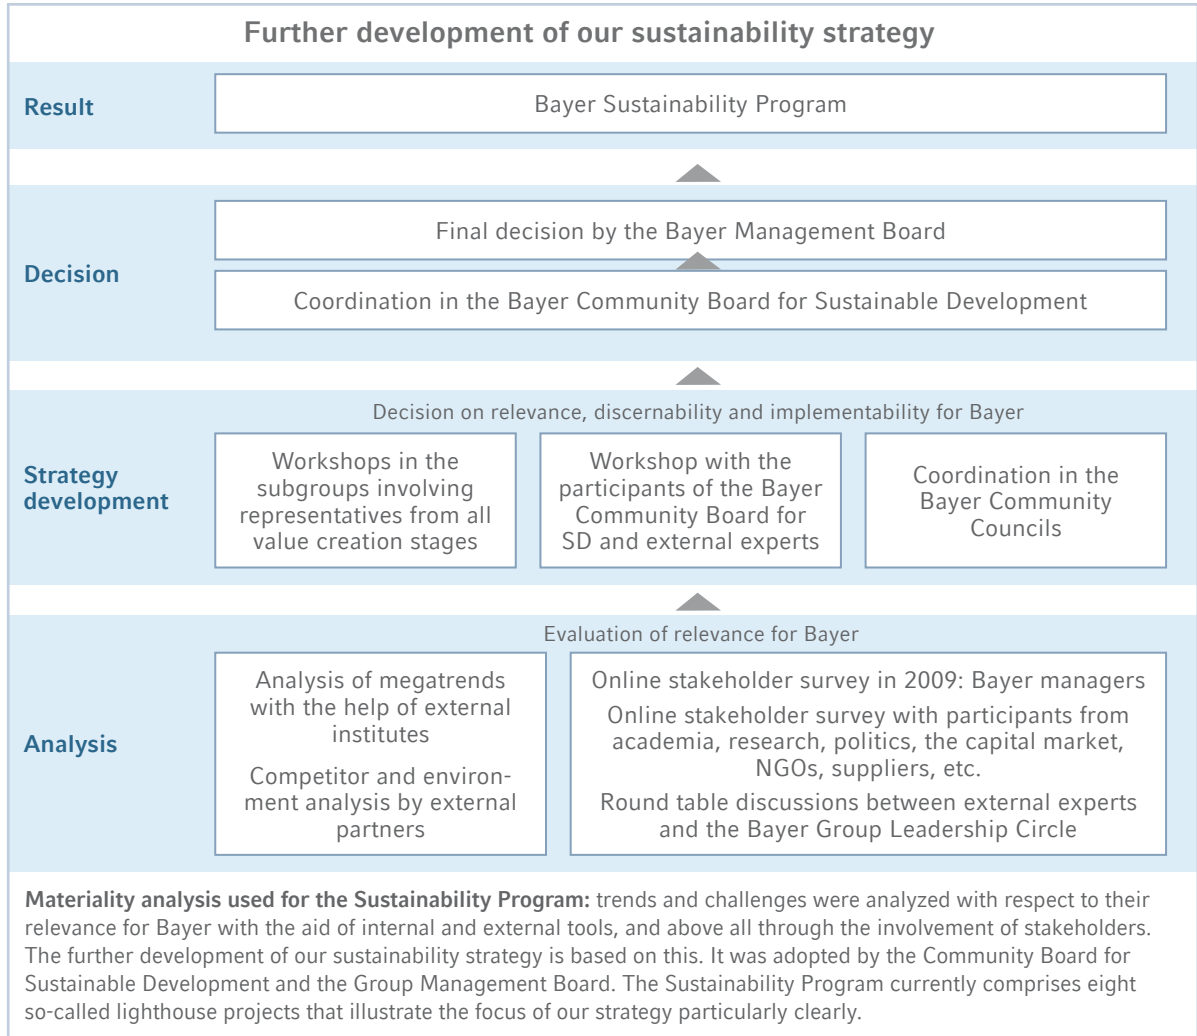 Further development of our sustainability strategy
Result
Bayer Sustainability Program
Decision
Final decision by the Bayer Management Board
Coordination in the Bayer Community Board for Sustainable Development
Strategy
development
Decision on relevance, discernability and implementability for Bayer
Workshops in the
subgroups involving
representatives from all
value creation stages
Workshop with the
participants of the Bayer
Community Board for
SD and external experts
Coordination in the
Bayer Community
Councils
Analysis
Evaluation of relevance for Bayer
Analysis of megatrends
with the help of external
institutes
Competitor and environ-
ment analysis by external
partners
Online stakeholder survey in 2009: Bayer managers
Online stakeholder survey with participants from
academia, research, politics, the capital market,
NGOs, suppliers, etc.
Round table discussions between external experts
and the Bayer Group Leadership Circle
Materiality analysis used for the Sustainability Program: trends and challenges were analyzed with respect to their
relevance for Bayer with the aid of internal and external tools, and above all through the involvement of stakeholders.
The further development of our sustainability strategy is based on this. It was adopted by the Community Board for
Sustainable Development and the Group Management Board. The Sustainability Program currently comprises eight
so-called lighthouse projects that illustrate the focus of our strategy particularly clearly.